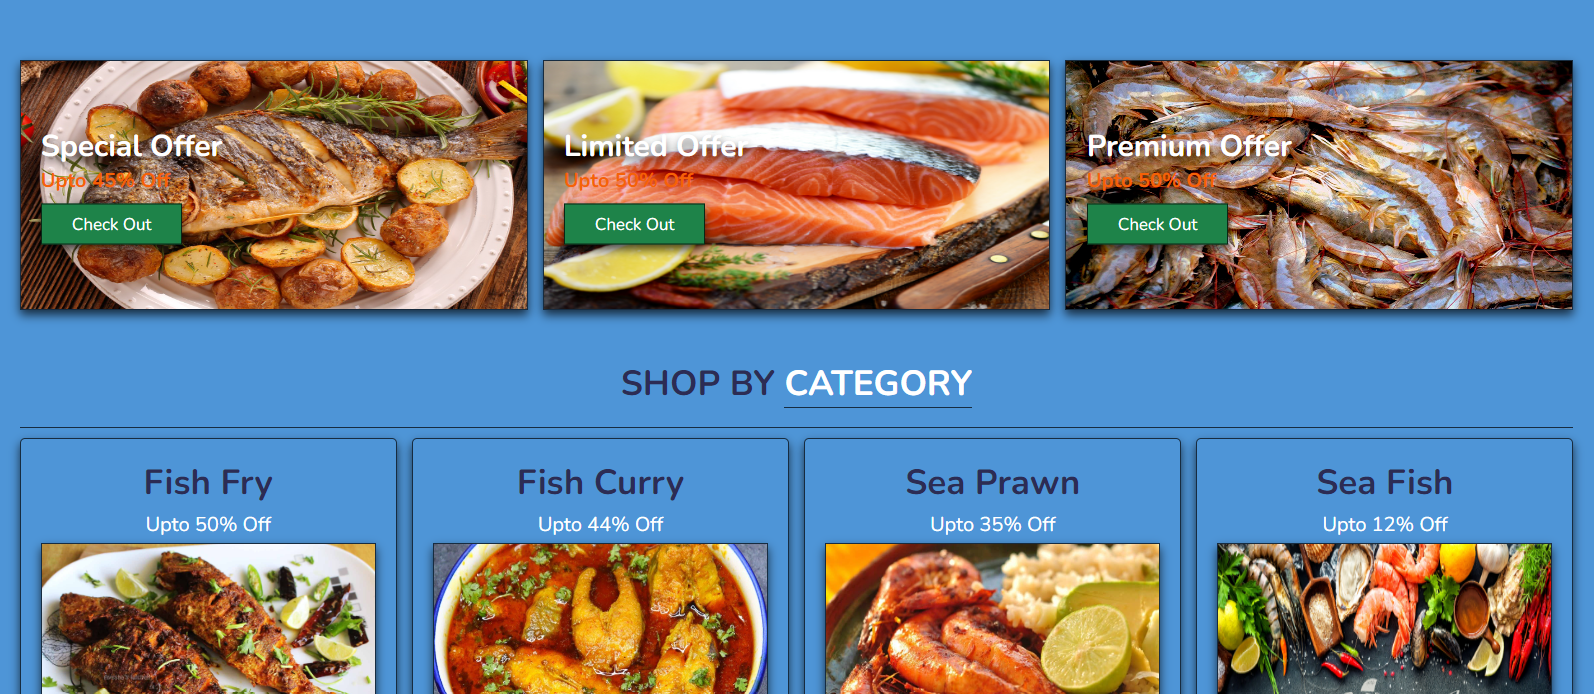 Special Offer
Upto 45% Off
Check Out
Limited Offer
Upto 50% Off
Check Out
Premium Offer
Upto 50% Off
Check Out
SHOP BY CATEGORY
Fish Fry
Upto 50% Off
Fish Curry
Upto 44% Off
Sea Prawn
Upto 35% Off
Sea Fish
Upto 12% Off